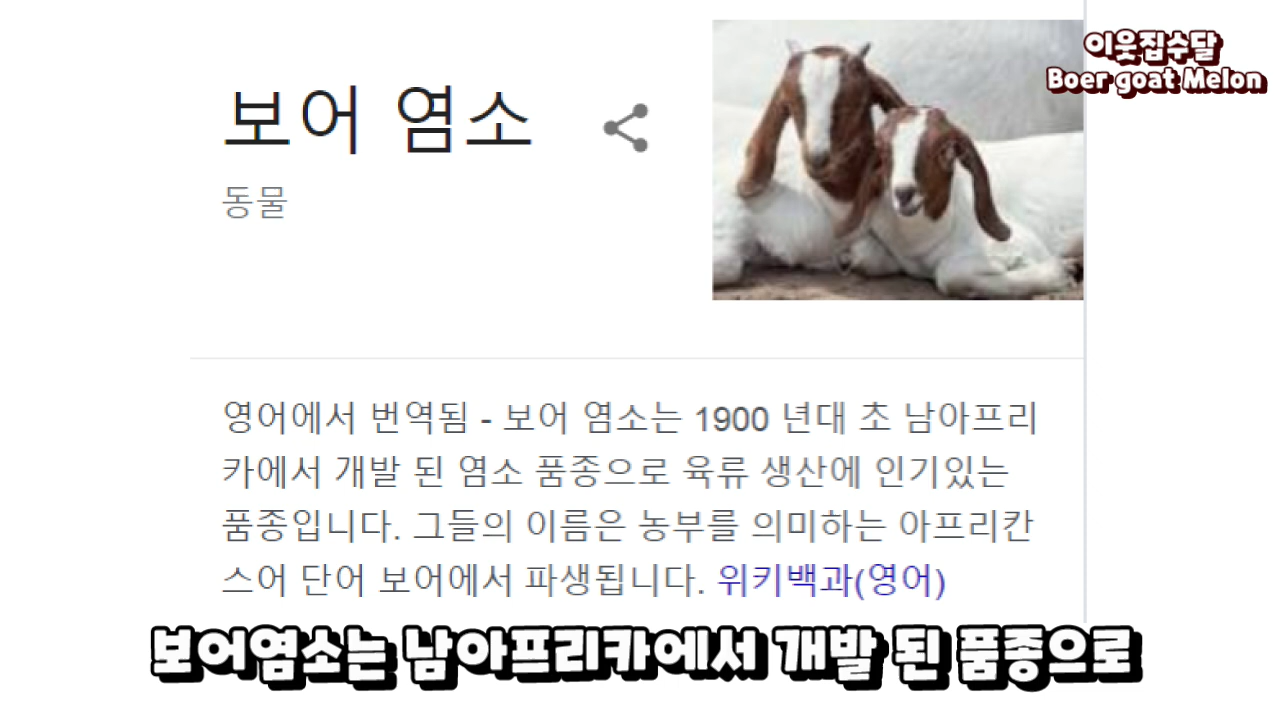 이웃집수달
Boer goat Melon
보어 염소
동물
영어에서 번역됨 - 보어 염소는 1900 년대 초 남아프리
카에서 개발 된 염소 품종으로 육류 생산에 인기있는
품종입니다. 그들의 이름은 농부를 의미하는 아프리칸
스어 단어 보어에서 파생됩니다. 위키백과(영어)
보어염소는 남아프리카에서 개발 된 품종으로